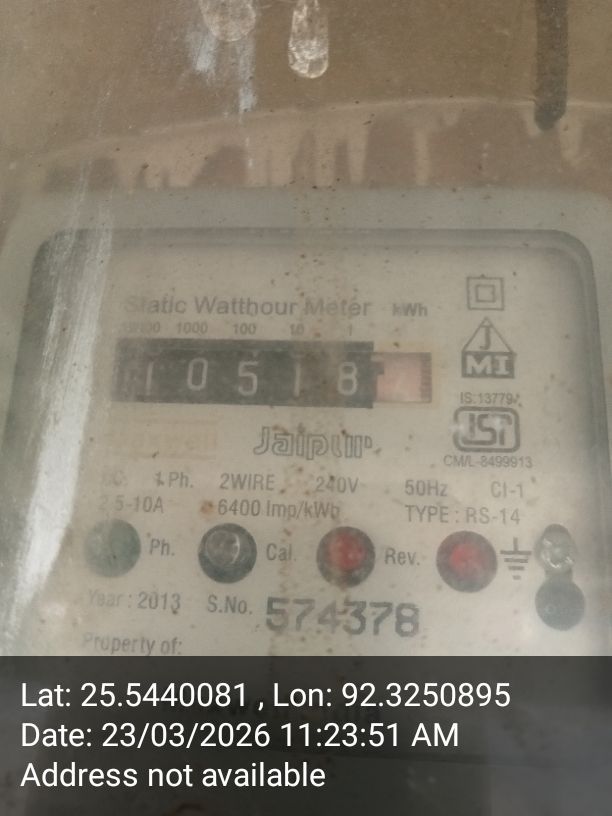 Static Watthour Meter kWh
10000 1000 100 10 1
1 0 5 1 8
J
MI
IS:13779
ISI
CM/L-8499913
Jaipur
1 Ph. 2WIRE 240V 50Hz Cl-1
2.5-10A 6400 Imp/kWh TYPE : RS-14
Ph. Cal. Rev.
Year : 2013 S.No. 574378
Property of:
Lat: 25.5440081 , Lon: 92.3250895
Date: 23/03/2026 11:23:51 AM
Address not available